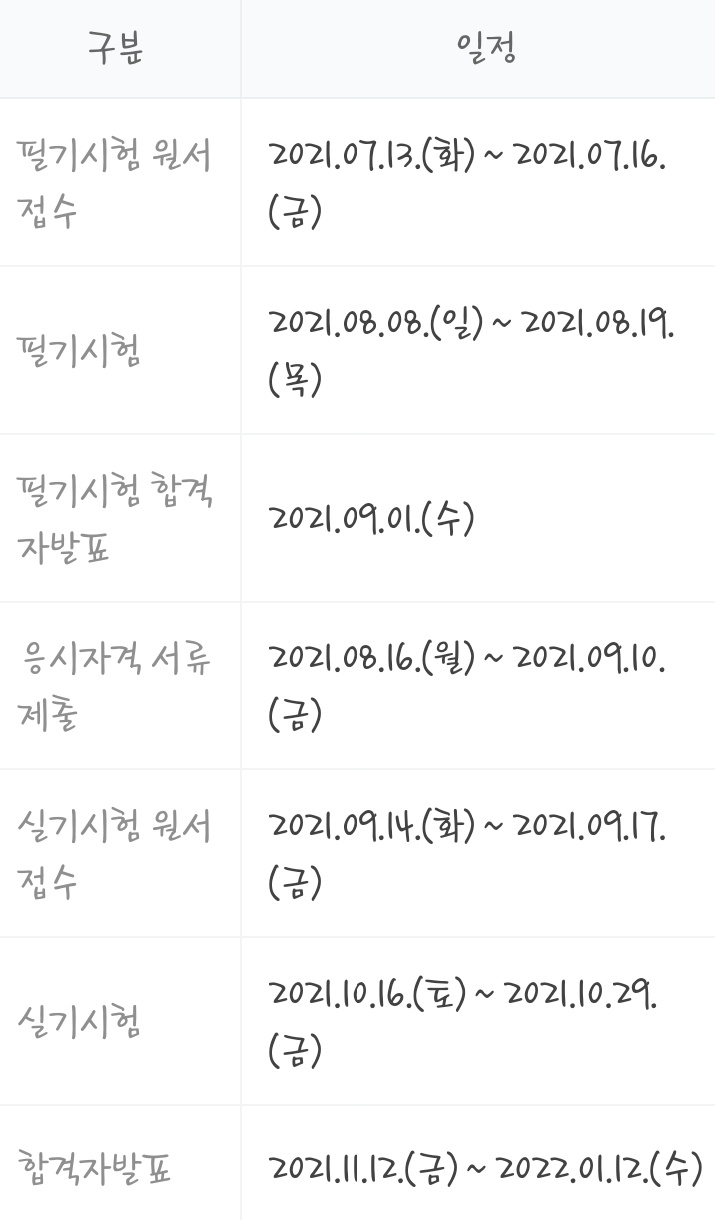 구분 일정
필기시험 원서
접수
2021.07.13.(화) ~ 2021.07.16.
(금)
필기시험
2021.08.08.(일) ~ 2021.08.19.
(목)
필기시험 합격
자발표
2021.09.01.(수)
응시자격 서류
제출
2021.08.16.(월) ~ 2021.09.10.
(금)
실기시험 원서
접수
2021.09.14.(화) ~ 2021.09.17.
(금)
실기시험
2021.10.16.(토) ~ 2021.10.29.
(금)
합격자발표
2021.11.12.(금) ~ 2022.01.12.(수)